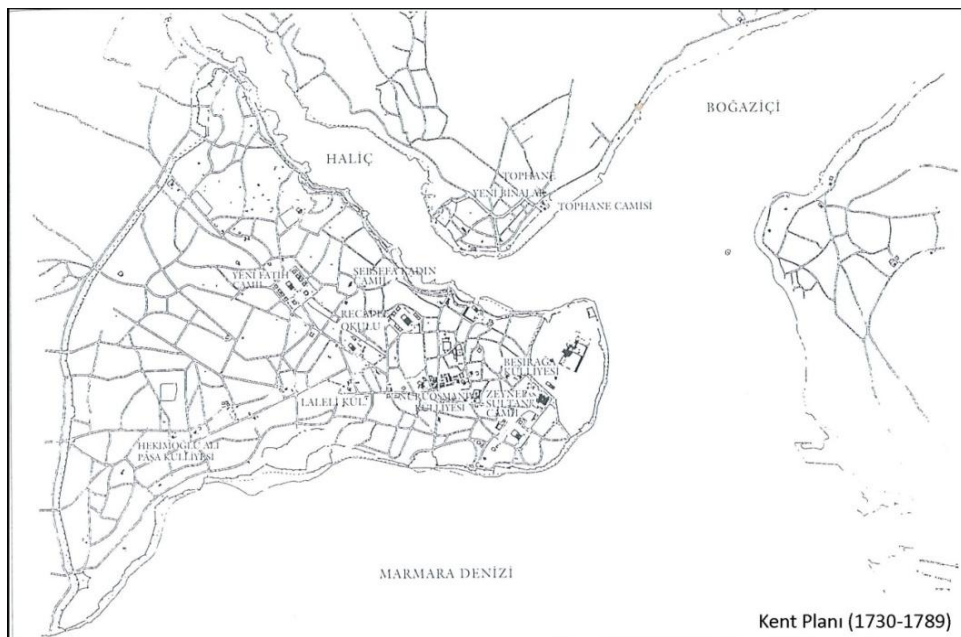 BOĞAZİÇİ
HALİÇ
TOPHANE
YENİ BİNALAR
TOPHANE CAMİSİ
YENİ FATİH
CAMİİ
ŞEBSEFA KADIN
CAMİİ
RECAİ EF.
OKULU
BEŞİRAĞA
KÜLLİYESİ
LALELİ KÜL.
NURUOSMANİYE
KÜLLİYESİ
ZEYNEP
SULTAN
CAMİİ
HEKİMOĞLU ALİ
PAŞA KÜLLİYESİ
MARMARA DENİZİ
Kent Planı (1730-1789)